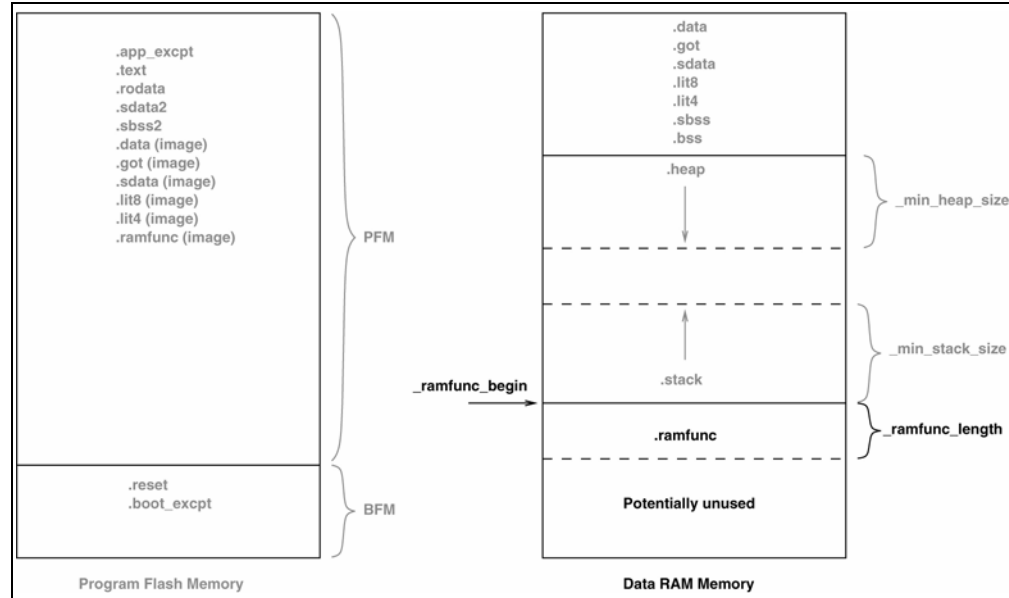 .app_excpt
.text
.rodata
.sdata2
.sbss2
.data (image)
.got (image)
.sdata (image)
.lit8 (image)
.lit4 (image)
.ramfunc (image)
PFM
.reset
.boot_excpt
BFM
Program Flash Memory
.data
.got
.sdata
.lit8
.lit4
.sbss
.bss
.heap
_min_heap_size
.stack
_min_stack_size
_ramfunc_begin
.ramfunc
_ramfunc_length
Potentially unused
Data RAM Memory